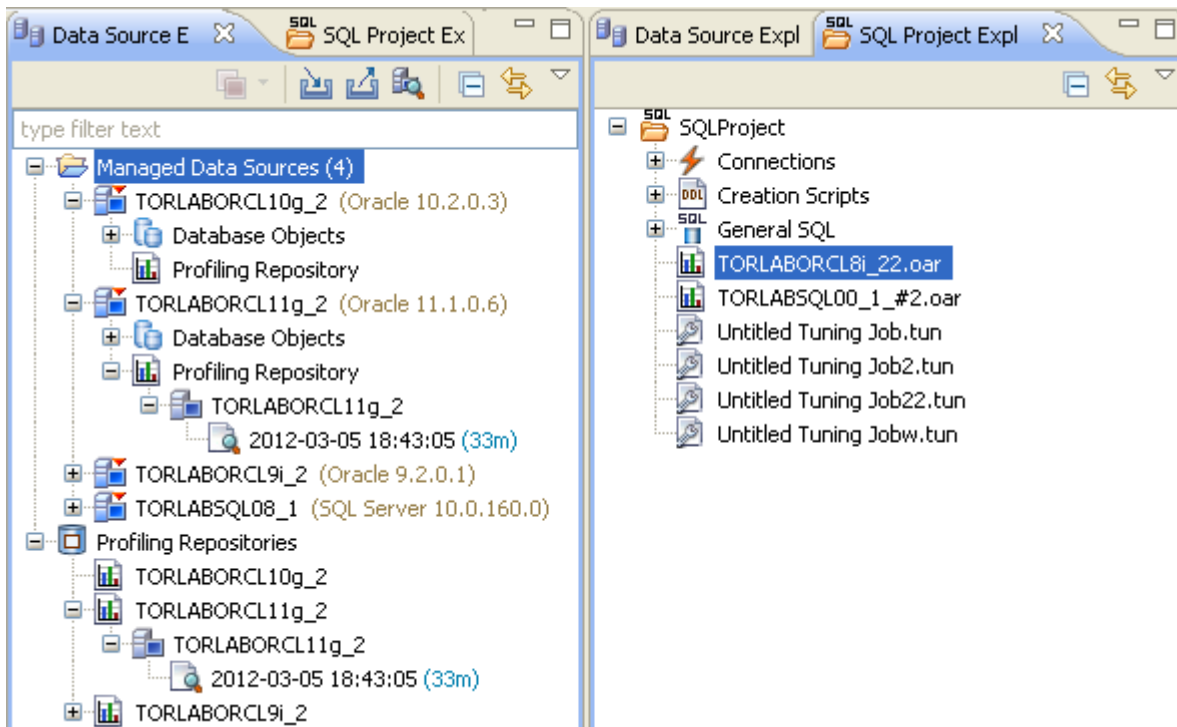 Data Source E
SQL SQL Project Ex
type filter text
Managed Data Sources (4)
TORLABORCL10g_2 (Oracle 10.2.0.3)
Database Objects
Profiling Repository
TORLABORCL11g_2 (Oracle 11.1.0.6)
Database Objects
Profiling Repository
TORLABORCL11g_2
2012-03-05 18:43:05 (33m)
TORLABORCL9i_2 (Oracle 9.2.0.1)
TORLABSQL08_1 (SQL Server 10.0.160.0)
Profiling Repositories
TORLABORCL10g_2
TORLABORCL11g_2
TORLABORCL11g_2
2012-03-05 18:43:05 (33m)
TORLABORCL9i_2
Data Source Expl
SQL SQL Project Expl
SQL SQLProject
Connections
DDL Creation Scripts
SQL General SQL
TORLABORCL8i_22.oar
TORLABSQL00_1_#2.oar
Untitled Tuning Job.tun
Untitled Tuning Job2.tun
Untitled Tuning Job22.tun
Untitled Tuning Jobw.tun